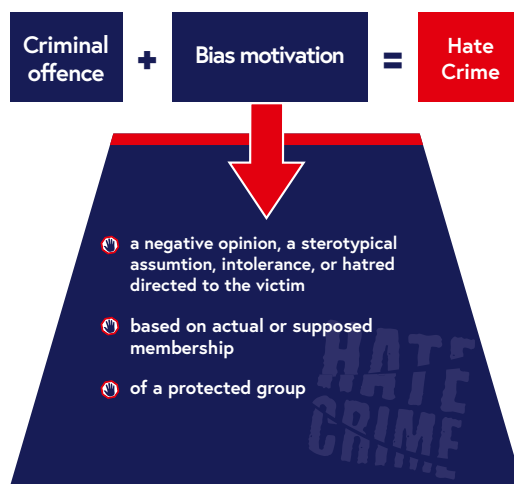 Criminal
offence
+
Bias motivation
=
Hate
Crime
a negative opinion, a sterotypical
assumtion, intolerance, or hatred
directed to the victim
based on actual or supposed
membership
of a protected group
HATE
CRIME